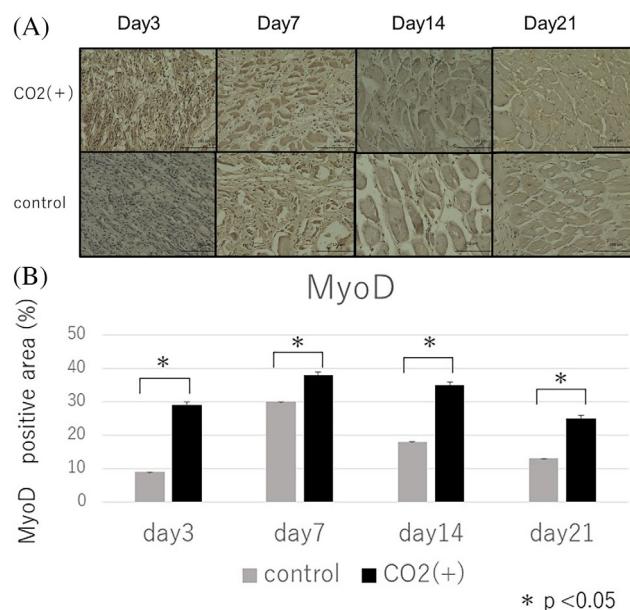 (A)
Day3 Day7 Day14 Day21
CO2(+)
control
(B)
MyoD
MyoD positive area (%)
50
40
30
20
10
0
day3 day7 day14 day21
control CO2(+)
* * * *
* p <0.05